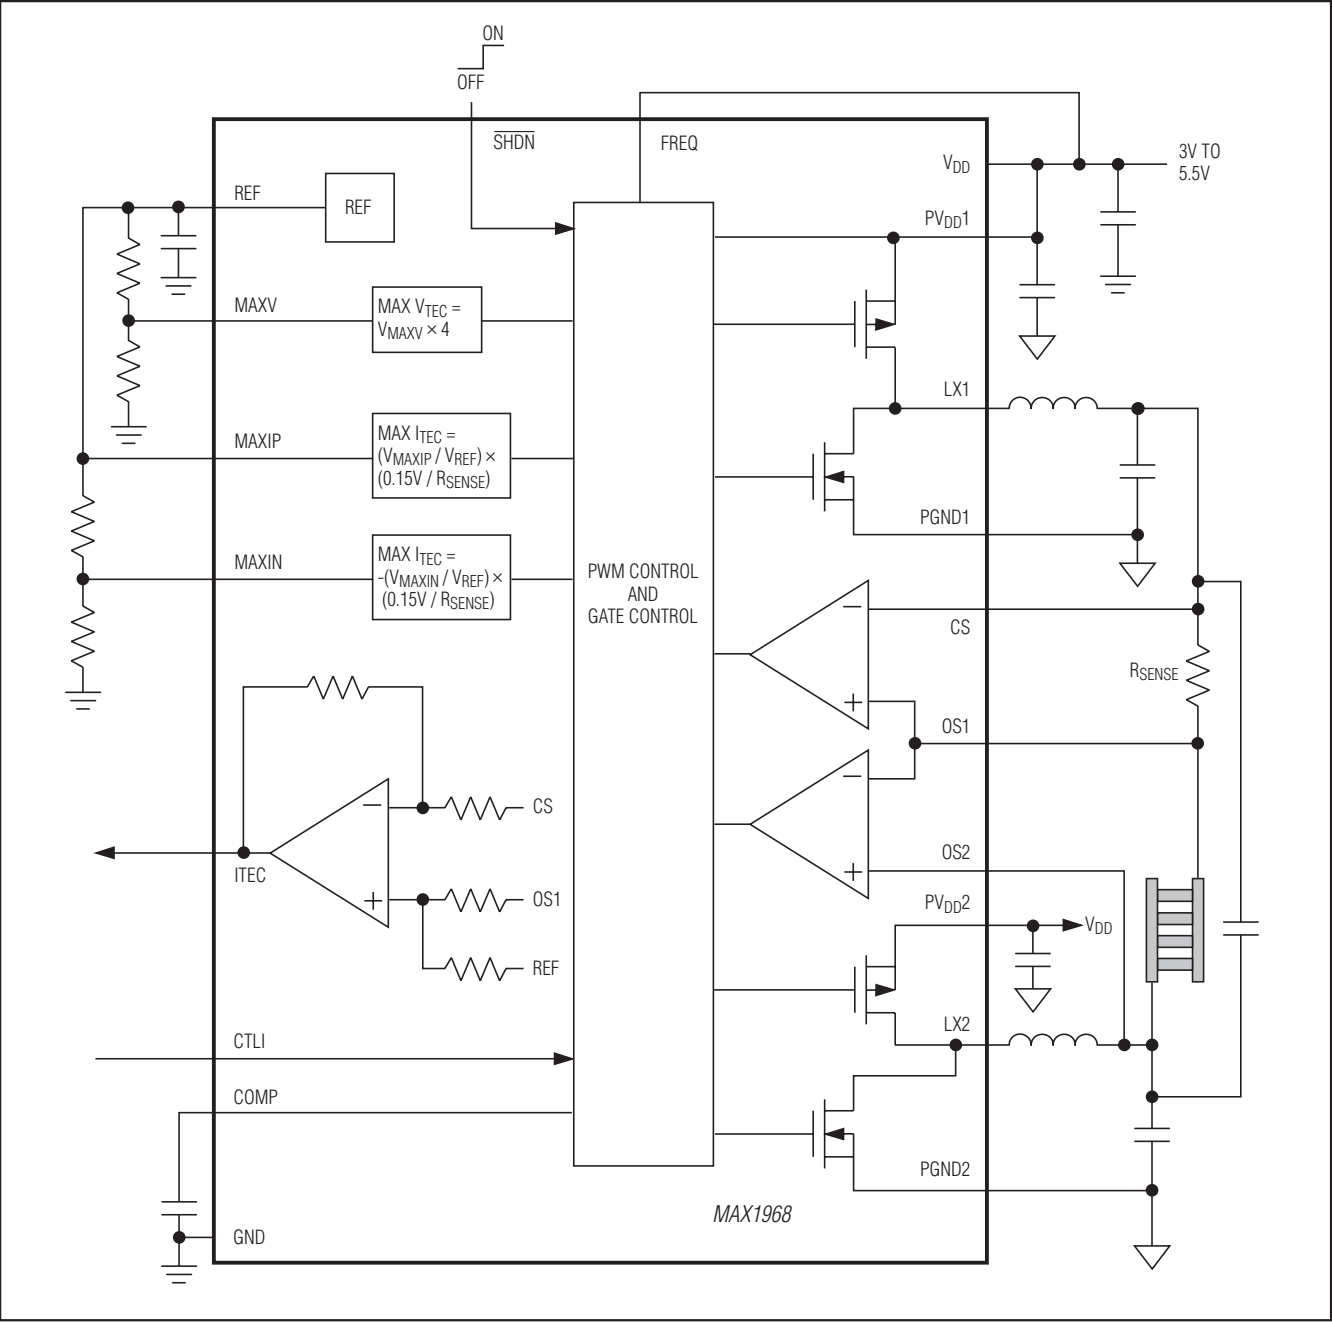 ON
OFF
SHDN
FREQ
VDD
3V TO
5.5V
REF
REF
PVDD1
MAXV
MAX VTEC =
VMAXV × 4
LX1
MAXIP
MAX ITEC =
(VMAXIP / VREF) ×
(0.15V / RSENSE)
PGND1
MAXIN
MAX ITEC =
-(VMAXIN / VREF) ×
(0.15V / RSENSE)
PWM CONTROL
AND
GATE CONTROL
CS
RSENSE
OS1
CS
OS2
ITEC
OS1
PVDD2
VDD
REF
LX2
CTLI
COMP
PGND2
MAX1968
GND